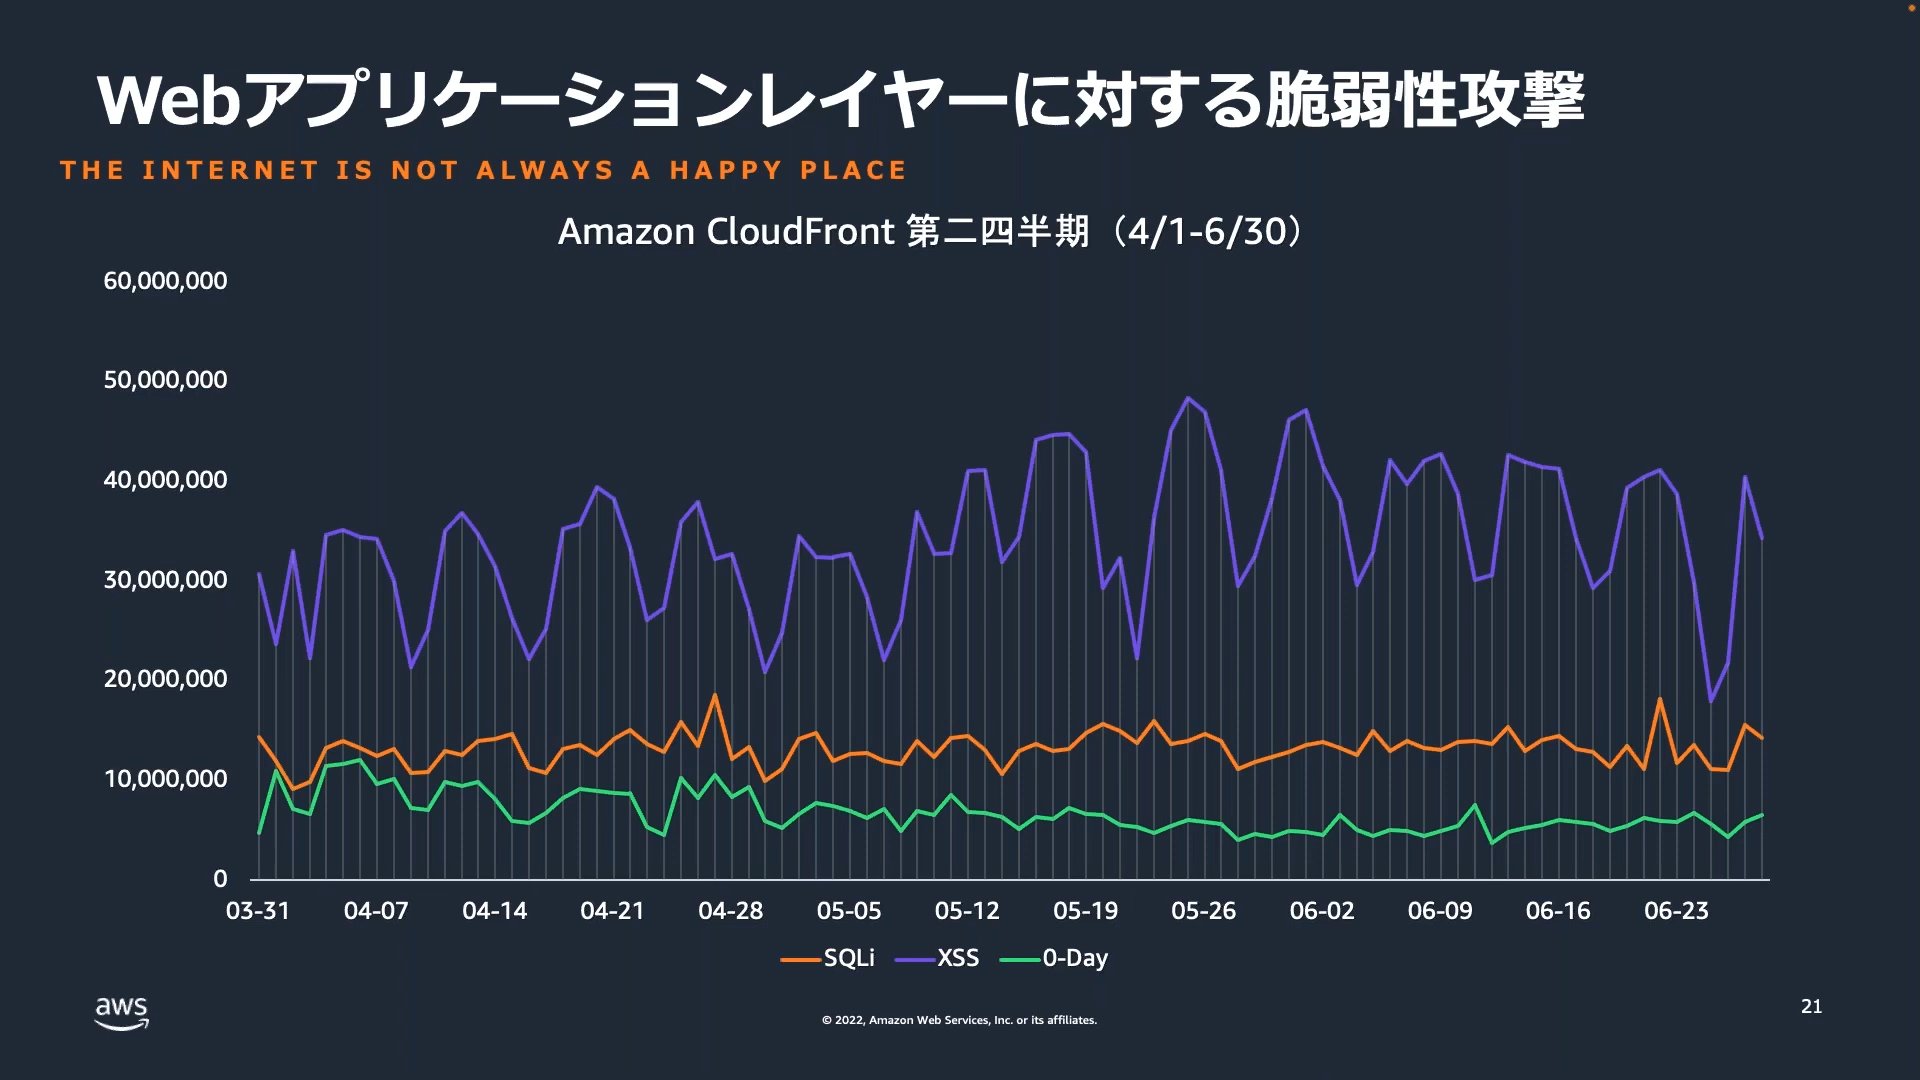 Webアプリケーションレイヤーに対する脆弱性攻撃
THE INTERNET IS NOT ALWAYS A HAPPY PLACE
Amazon CloudFront 第二四半期（4/1-6/30）
60,000,000
50,000,000
40,000,000
30,000,000
20,000,000
10,000,000
0
03-31 04-07 04-14 04-21 04-28 05-05 05-12 05-19 05-26 06-02 06-09 06-16 06-23
SQLi XSS 0-Day
aws
© 2022, Amazon Web Services, Inc. or its affiliates.
21